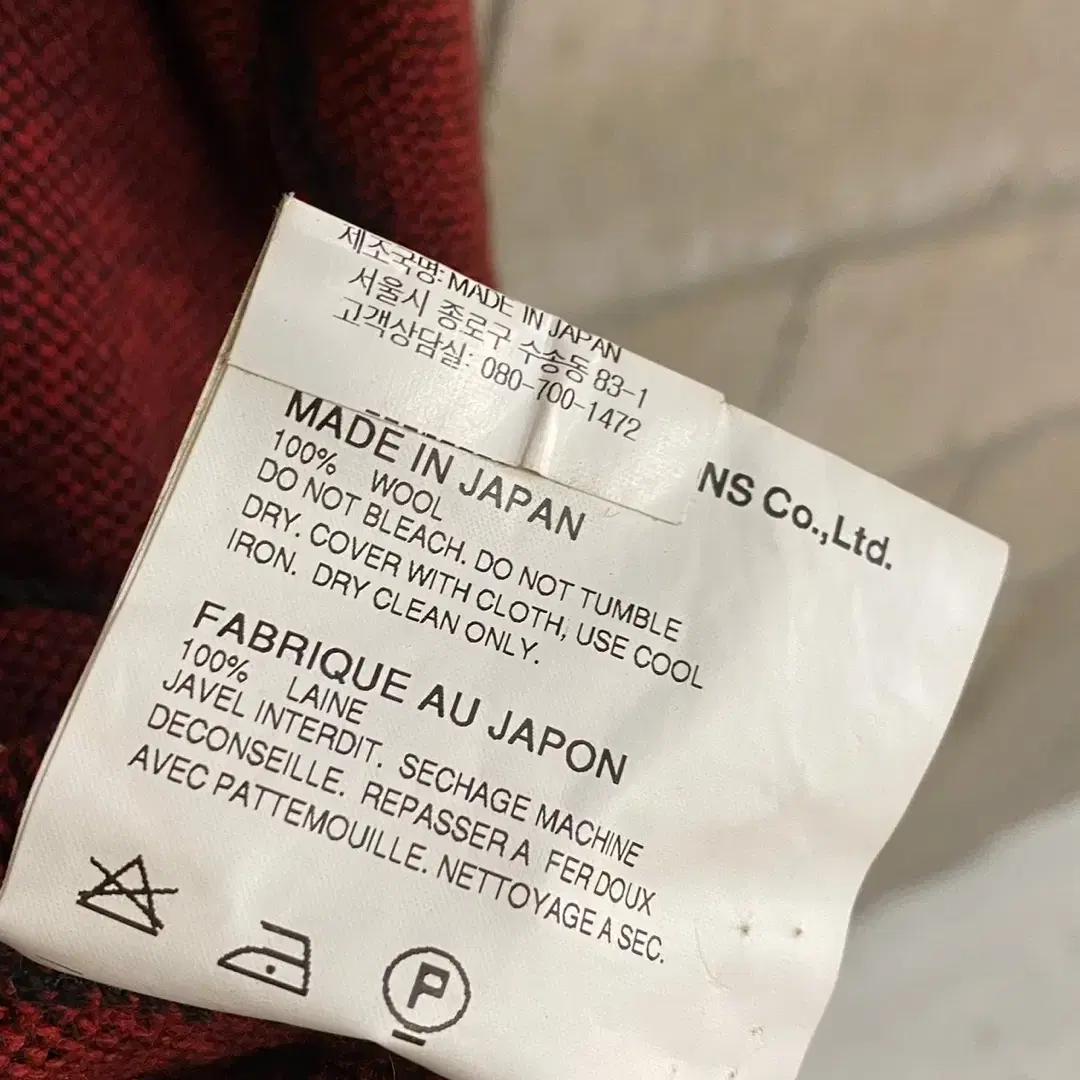 제조국명: MADE IN JAPAN
서울시 종로구 수송동 83-1
고객상담실: 080-700-1472
NS Co.,Ltd.
MADE IN JAPAN
100% WOOL
DO NOT BLEACH. DO NOT TUMBLE
DRY. COVER WITH CLOTH, USE COOL
IRON. DRY CLEAN ONLY.
FABRIQUE AU JAPON
100% LAINE
JAVEL INTERDIT. SECHAGE MACHINE
DECONSEILLE. REPASSER A FER DOUX
AVEC PATTEMOUILLE. NETTOYAGE A SEC.
P